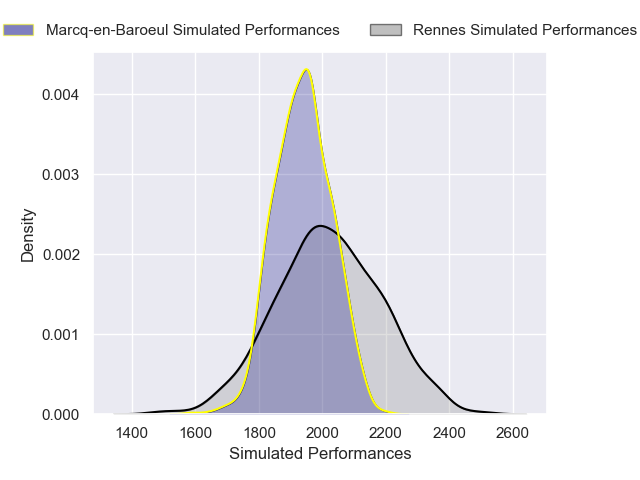 Marcq-en-Baroeul Simulated Performances
Rennes Simulated Performances
0.004
0.003
0.002
0.001
0.000
Density
1400 1600 1800 2000 2200 2400 2600
Simulated Performances